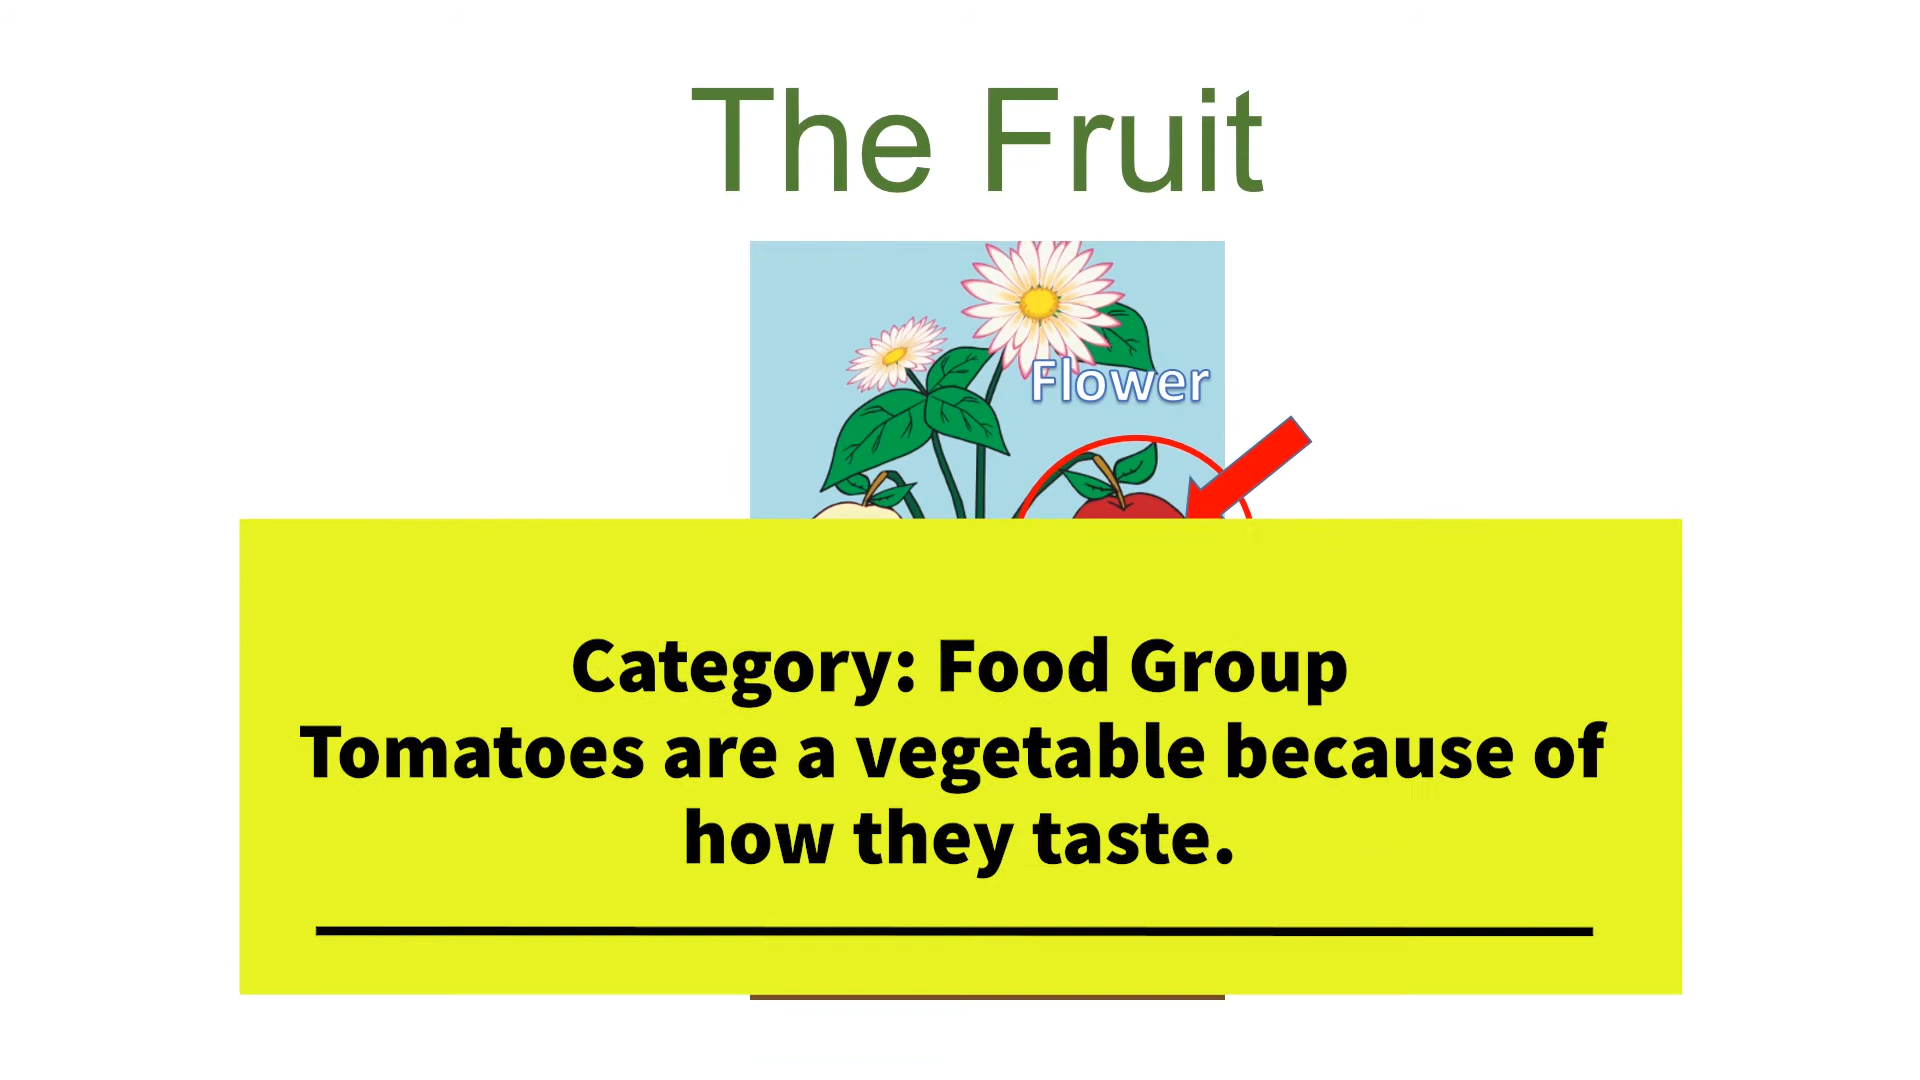 The Fruit
Flower
Category: Food Group
Tomatoes are a vegetable because of
how they taste.